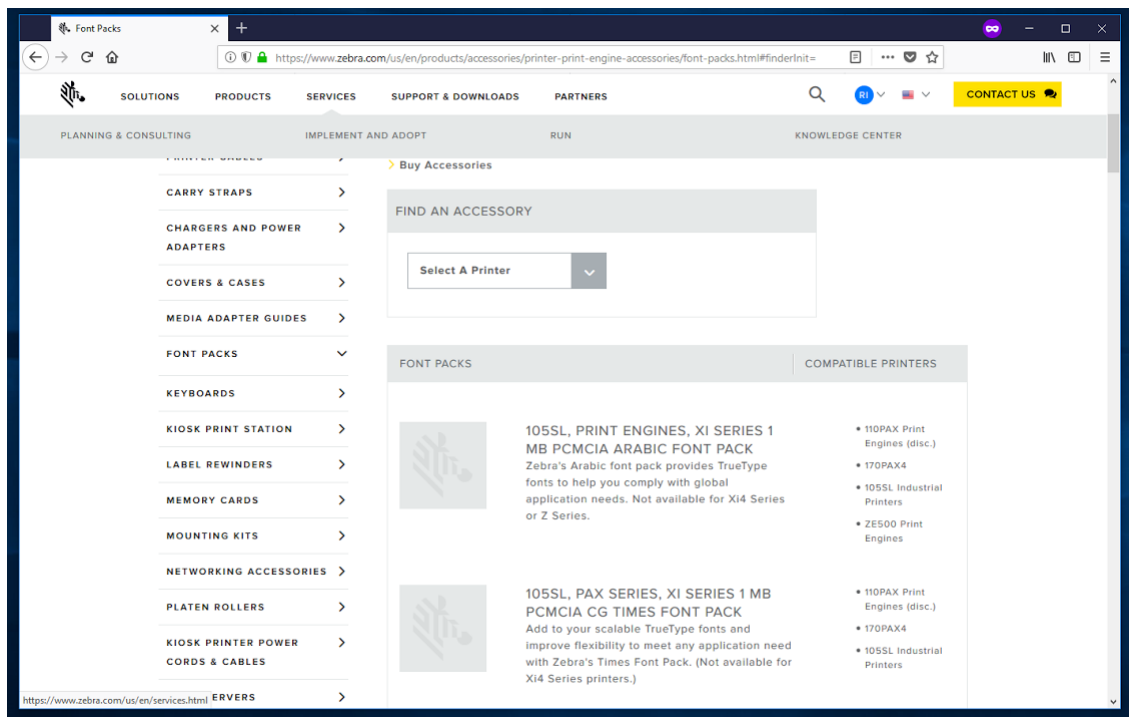 Font Packs
https://www.zebra.com/us/en/products/accessories/printer-print-engine-accessories/font-packs.html#finderInit=
SOLUTIONS PRODUCTS SERVICES SUPPORT & DOWNLOADS PARTNERS RI CONTACT US
PLANNING & CONSULTING IMPLEMENT AND ADOPT RUN KNOWLEDGE CENTER
PRINTER CABLES
CARRY STRAPS
CHARGERS AND POWER
ADAPTERS
COVERS & CASES
MEDIA ADAPTER GUIDES
FONT PACKS
KEYBOARDS
KIOSK PRINT STATION
LABEL REWINDERS
MEMORY CARDS
MOUNTING KITS
NETWORKING ACCESSORIES
PLATEN ROLLERS
KIOSK PRINTER POWER
CORDS & CABLES
ERVERS
Buy Accessories
FIND AN ACCESSORY
Select A Printer
FONT PACKS COMPATIBLE PRINTERS
105SL, PRINT ENGINES, XI SERIES 1
MB PCMCIA ARABIC FONT PACK
Zebra's Arabic font pack provides TrueType
fonts to help you comply with global
application needs. Not available for Xi4 Series
or Z Series.
• 110PAX Print
Engines (disc.)
• 170PAX4
• 105SL Industrial
Printers
• ZE500 Print
Engines
105SL, PAX SERIES, XI SERIES 1 MB
PCMCIA CG TIMES FONT PACK
Add to your scalable TrueType fonts and
improve flexibility to meet any application need
with Zebra's Times Font Pack. (Not available for
Xi4 Series printers.)
• 110PAX Print
Engines (disc.)
• 170PAX4
• 105SL Industrial
Printers
https://www.zebra.com/us/en/services.html